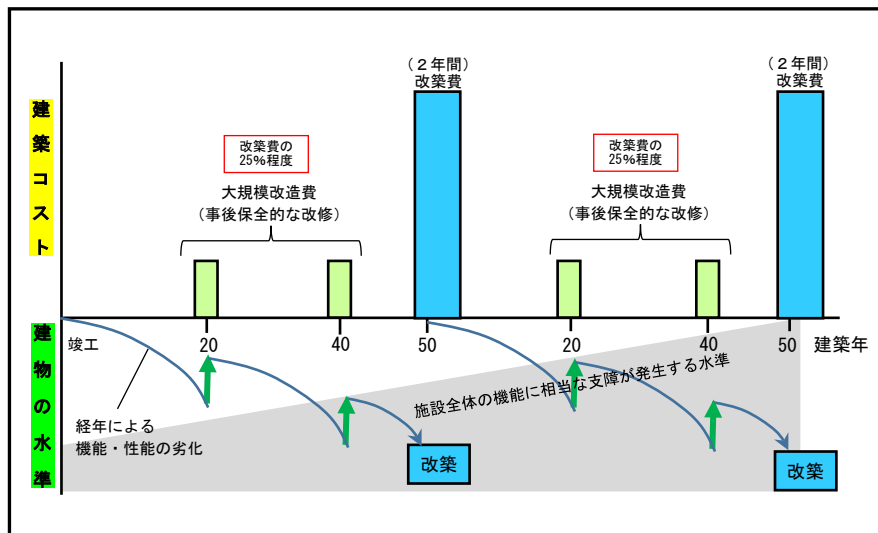 （２年間）
改築費
（２年間）
改築費
建築コスト
改築費の
25%程度
大規模改造費
（事後保全的な改修）
改築費の
25%程度
大規模改造費
（事後保全的な改修）
竣工
20
40
50
20
40
50
建築年
建物の水準
施設全体の機能に相当な支障が発生する水準
経年による
機能・性能の劣化
改築
改築